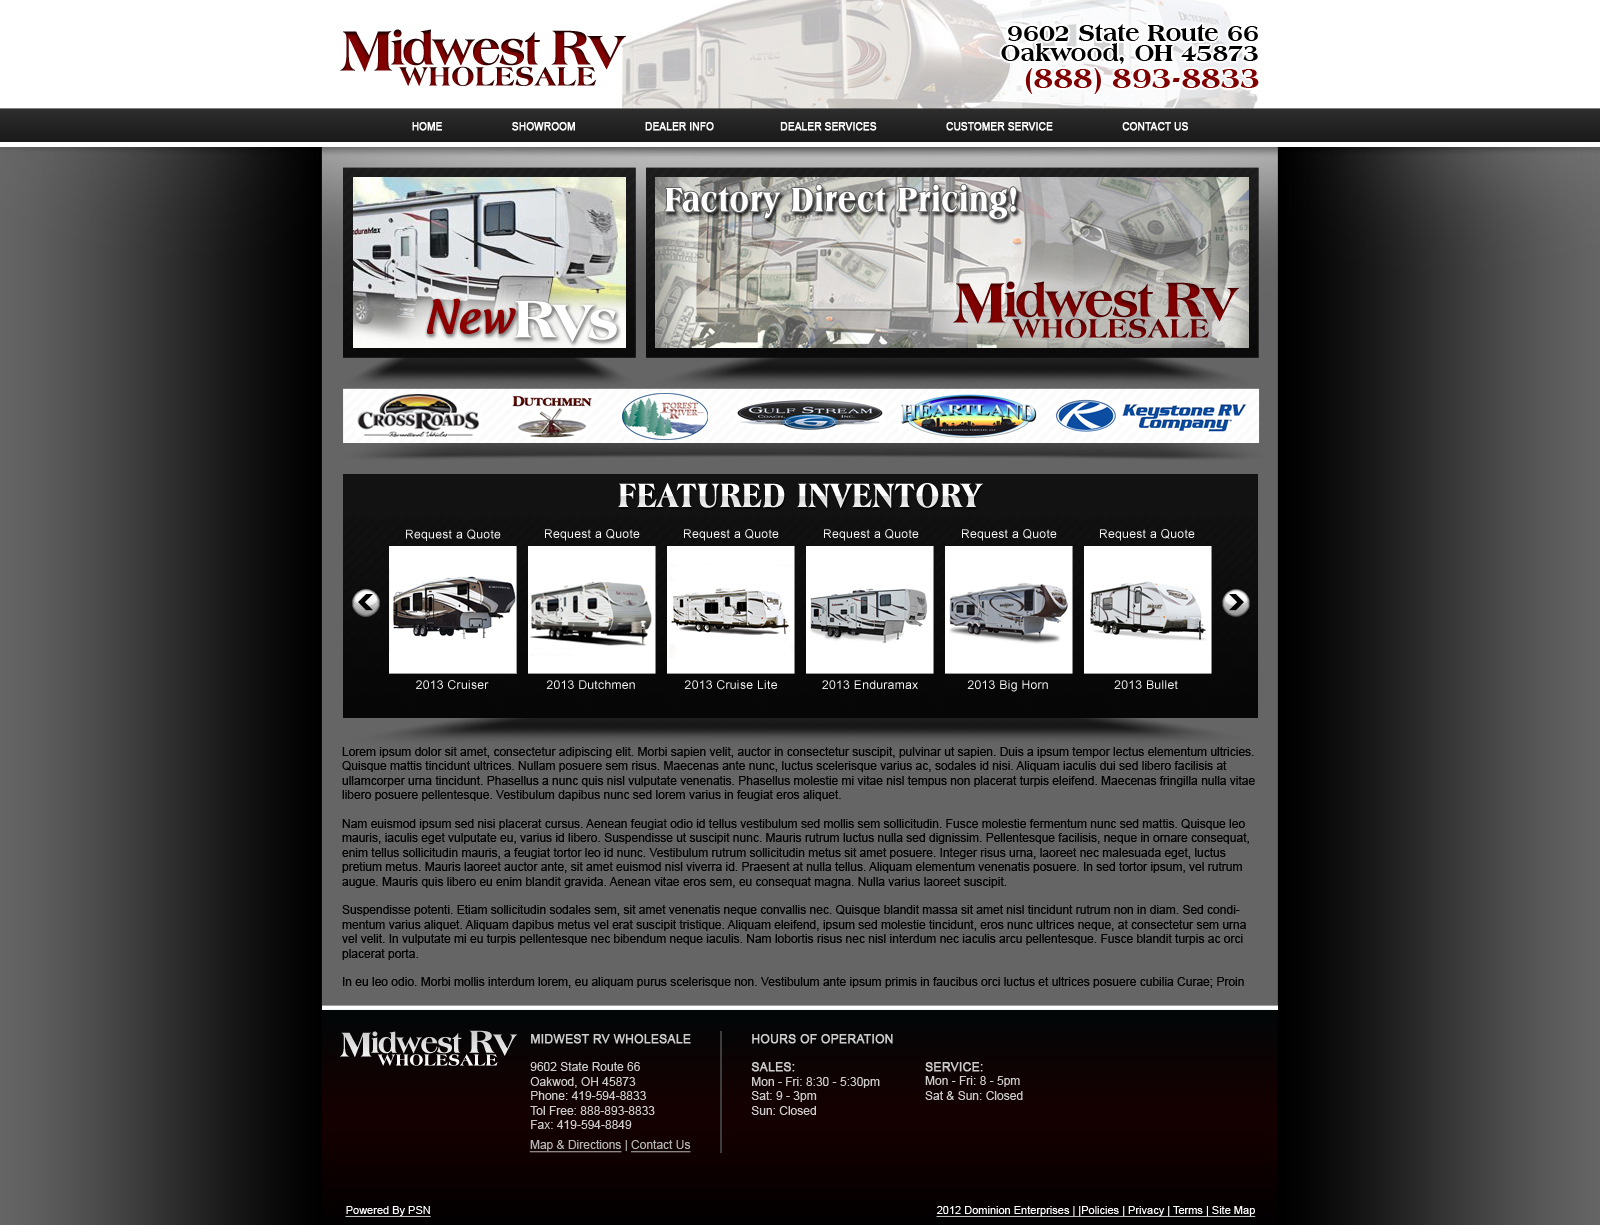 Midwest RV
WHOLESALE
9602 State Route 66
Oakwood, OH 45873
(888) 893-8833
HOME SHOWROOM DEALER INFO DEALER SERVICES CUSTOMER SERVICE CONTACT US
EnduraMax
New RVs
Factory Direct Pricing!
Midwest RV
WHOLESALE
CROSSROADS
Recreational Vehicles
DUTCHMEN
FOREST RIVER
GULF STREAM
COACH, INC.
G
HEARTLAND
RECREATIONAL VEHICLES, LLC
K
Keystone RV
Company
FEATURED INVENTORY
Request a Quote Request a Quote Request a Quote Request a Quote Request a Quote Request a Quote
2013 Cruiser 2013 Dutchmen 2013 Cruise Lite 2013 Enduramax 2013 Big Horn 2013 Bullet
Lorem ipsum dolor sit amet, consectetur adipiscing elit. Morbi sapien velit, auctor in consectetur suscipit, pulvinar ut sapien. Duis a ipsum tempor lectus elementum ultricies.
Quisque mattis tincidunt ultrices. Nullam posuere sem risus. Maecenas ante nunc, luctus scelerisque varius ac, sodales id nisi. Aliquam iaculis dui sed libero facilisis at
ullamcorper urna tincidunt. Phasellus a nunc quis nisl vulputate venenatis. Phasellus molestie mi vitae nisl tempus non placerat turpis eleifend. Maecenas fringilla nulla vitae
libero posuere pellentesque. Vestibulum dapibus nunc sed lorem varius in feugiat eros aliquet.
Nam euismod ipsum sed nisi placerat cursus. Aenean feugiat odio id tellus vestibulum sed mollis sem sollicitudin. Fusce molestie fermentum nunc sed mattis. Quisque leo
mauris, iaculis eget vulputate eu, varius id libero. Suspendisse ut suscipit nunc. Mauris rutrum luctus nulla sed dignissim. Pellentesque facilisis, neque in ornare consequat,
enim tellus sollicitudin mauris, a feugiat tortor leo id nunc. Vestibulum rutrum sollicitudin metus sit amet posuere. Integer risus urna, laoreet nec malesuada eget, luctus
pretium metus. Mauris laoreet auctor ante, sit amet euismod nisl viverra id. Praesent at nulla tellus. Aliquam elementum venenatis posuere. In sed tortor ipsum, vel rutrum
augue. Mauris quis libero eu enim blandit gravida. Aenean vitae eros sem, eu consequat magna. Nulla varius laoreet suscipit.
Suspendisse potenti. Etiam sollicitudin sodales sem, sit amet venenatis neque convallis nec. Quisque blandit massa sit amet nisl tincidunt rutrum non in diam. Sed condi-
mentum varius aliquet. Aliquam dapibus metus vel erat suscipit tristique. Aliquam eleifend, ipsum sed molestie tincidunt, eros nunc ultrices neque, at consectetur sem urna
vel velit. In vulputate mi eu turpis pellentesque nec bibendum neque iaculis. Nam lobortis risus nec nisl interdum nec iaculis arcu pellentesque. Fusce blandit turpis ac orci
placerat porta.
In eu leo odio. Morbi mollis interdum lorem, eu aliquam purus scelerisque non. Vestibulum ante ipsum primis in faucibus orci luctus et ultrices posuere cubilia Curae; Proin
Midwest RV
WHOLESALE
MIDWEST RV WHOLESALE
9602 State Route 66
Oakwod, OH 45873
Phone: 419-594-8833
Tol Free: 888-893-8833
Fax: 419-594-8849
Map & Directions | Contact Us
HOURS OF OPERATION
SALES:
Mon - Fri: 8:30 - 5:30pm
Sat: 9 - 3pm
Sun: Closed
SERVICE:
Mon - Fri: 8 - 5pm
Sat & Sun: Closed
Powered By PSN
2012 Dominion Enterprises | |Policies | Privacy | Terms | Site Map